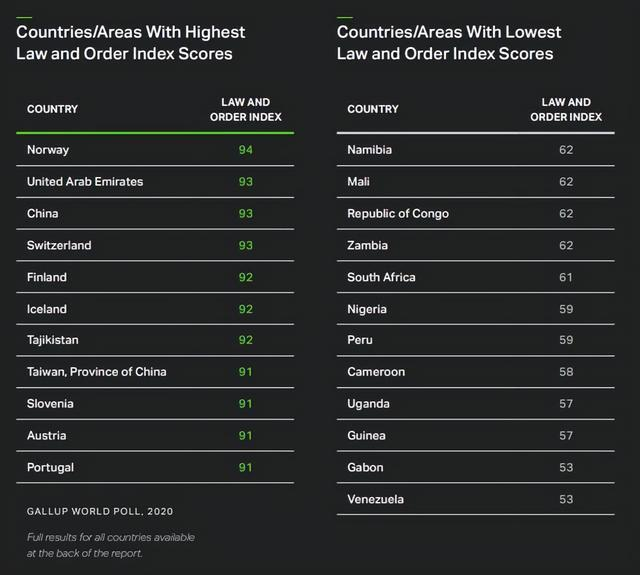 Countries/Areas With Highest
Law and Order Index Scores
COUNTRY
LAW AND
ORDER INDEX
Norway 94
United Arab Emirates 93
China 93
Switzerland 93
Finland 92
Iceland 92
Tajikistan 92
Taiwan, Province of China 91
Slovenia 91
Austria 91
Portugal 91
GALLUP WORLD POLL, 2020
Full results for all countries available
at the back of the report.
Countries/Areas With Lowest
Law and Order Index Scores
COUNTRY
LAW AND
ORDER INDEX
Namibia 62
Mali 62
Republic of Congo 62
Zambia 62
South Africa 61
Nigeria 59
Peru 59
Cameroon 58
Uganda 57
Guinea 57
Gabon 53
Venezuela 53